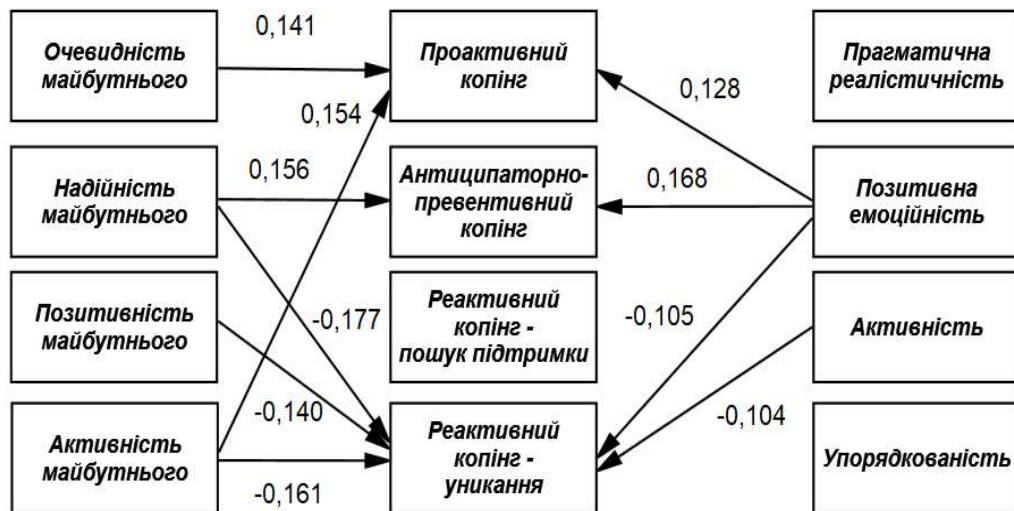 Очевидність
майбутнього
0,141
Проактивний
копінг
Прагматична
реалістичність
0,154
0,128
Надійність
майбутнього
0,156
Антиципаторно-
превентивний
копінг
0,168
Позитивна
емоційність
Позитивність
майбутнього
-0,177
Реактивний
копінг -
пошук підтримки
-0,105
Активність
Активність
майбутнього
-0,140
-0,161
Реактивний
копінг -
уникання
-0,104
Упорядкованість